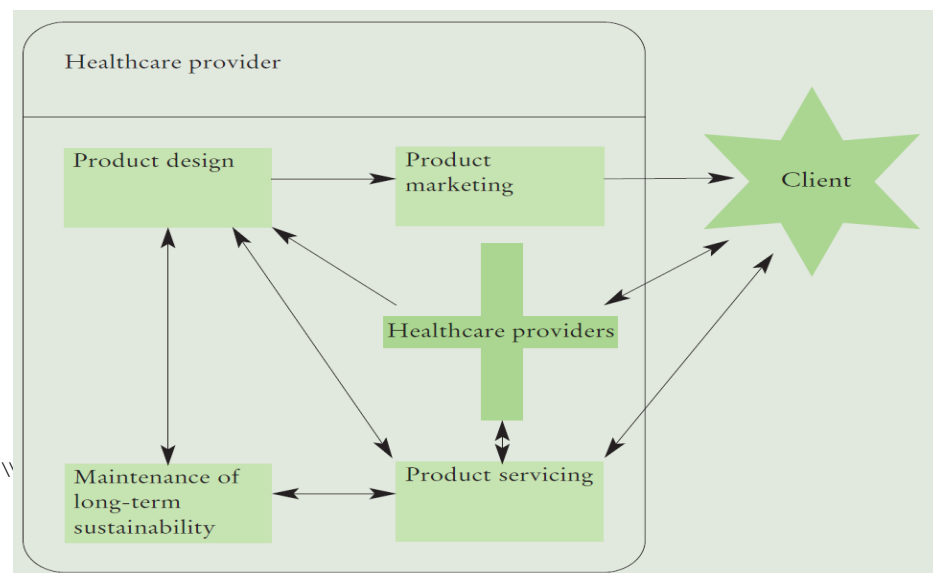 Healthcare provider
Product design
Product
marketing
Client
Healthcare providers
Maintenance of
long-term
sustainability
Product servicing